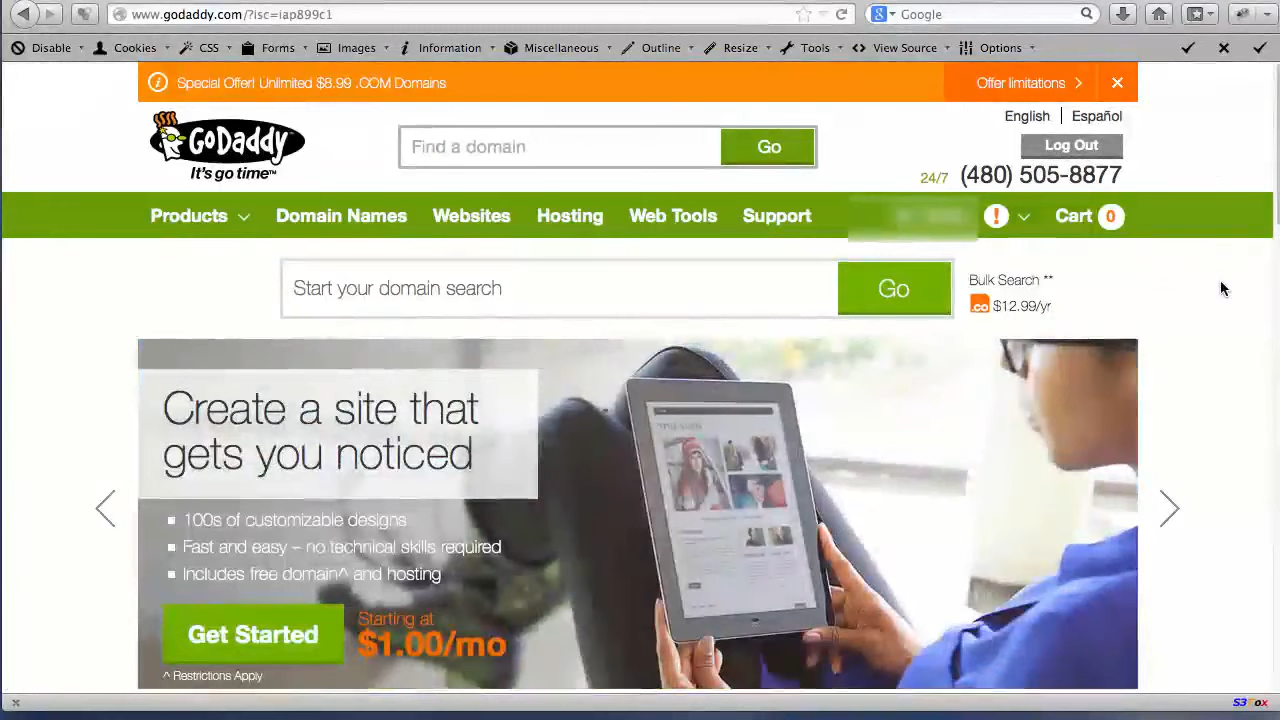 www.godaddy.com/?isc=iap899c1
Google
Disable Cookies CSS Forms Images Information Miscellaneous Outline Resize Tools View Source Options
Special Offer! Unlimited $8.99 .COM Domains
Offer limitations
English Español
GoDaddy™
It's go time™
Find a domain
Go
Log Out
24/7 (480) 505-8877
Products Domain Names Websites Hosting Web Tools Support ! Cart 0
Start your domain search
Go
Bulk Search **
.co $12.99/yr
Create a site that
gets you noticed
100s of customizable designs
Fast and easy – no technical skills required
Includes free domain^ and hosting
Get Started
Starting at
$1.00/mo
^ Restrictions Apply
S3Fox